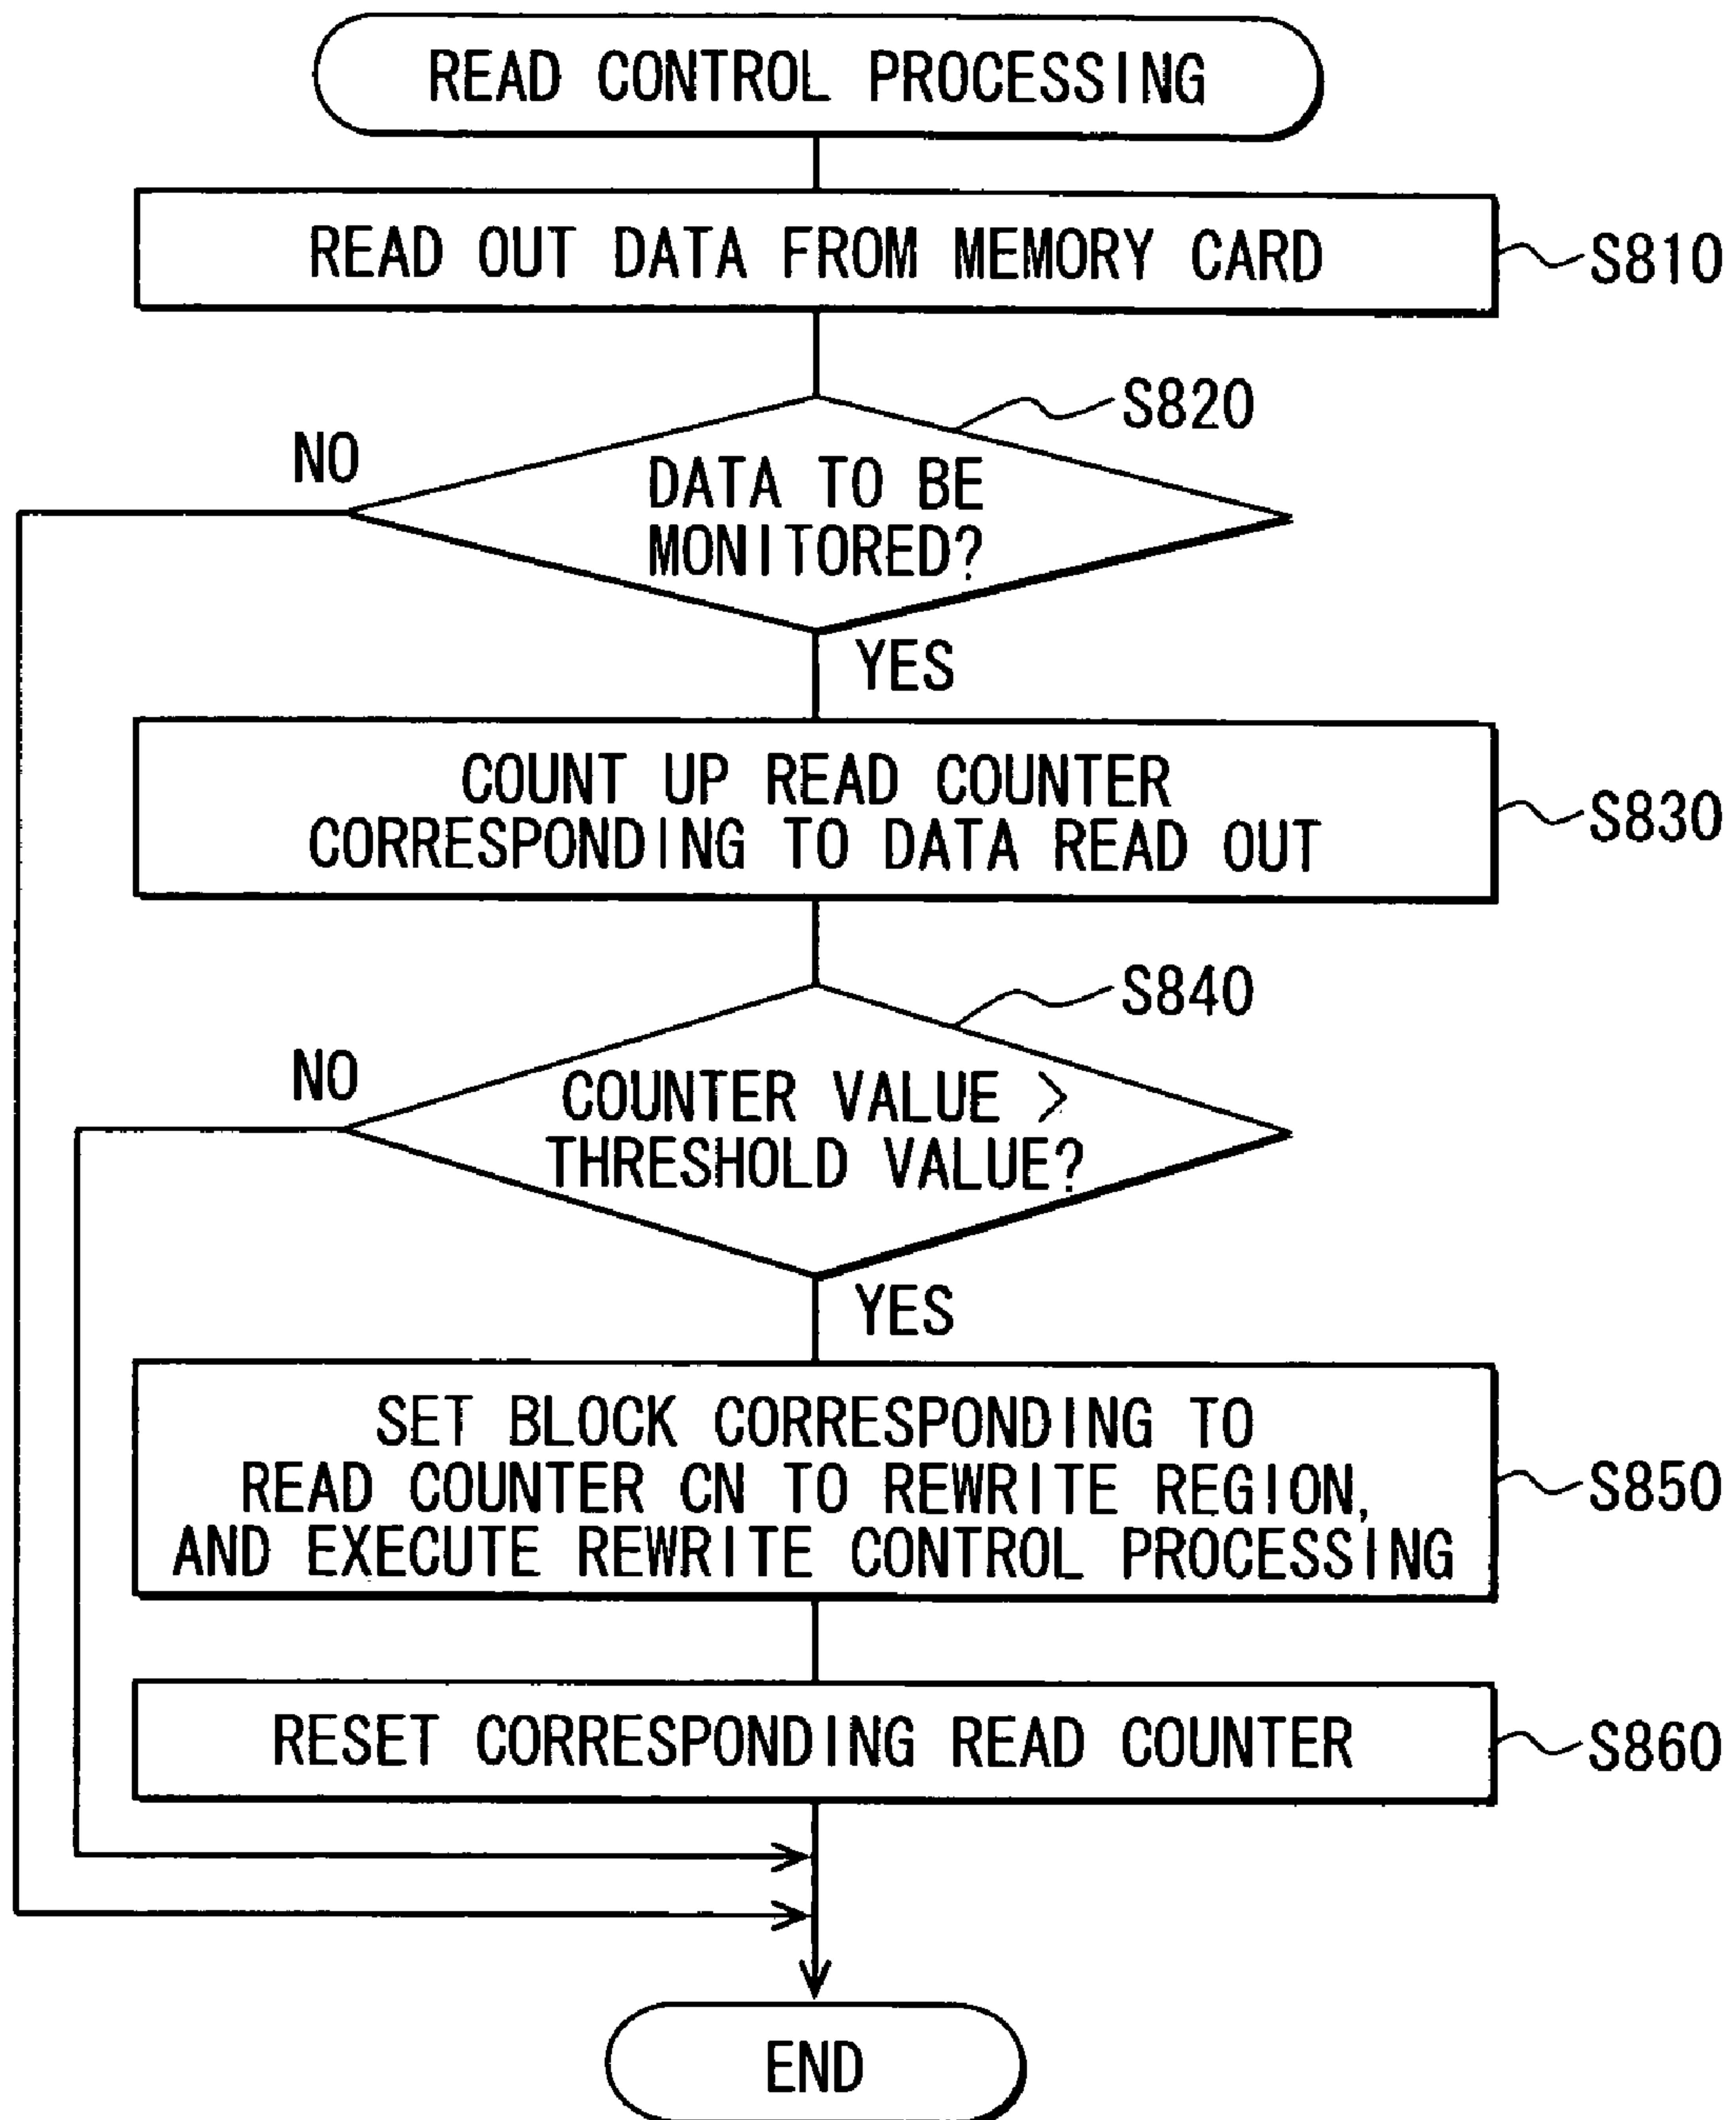 READ CONTROL PROCESSING
READ OUT DATA FROM MEMORY CARD
S810
S820
NO
DATA TO BE
MONITORED?
YES
COUNT UP READ COUNTER
CORRESPONDING TO DATA READ OUT
S830
S840
NO
COUNTER VALUE >
THRESHOLD VALUE?
YES
SET BLOCK CORRESPONDING TO
READ COUNTER CN TO REWRITE REGION,
AND EXECUTE REWRITE CONTROL PROCESSING
S850
RESET CORRESPONDING READ COUNTER
S860
END